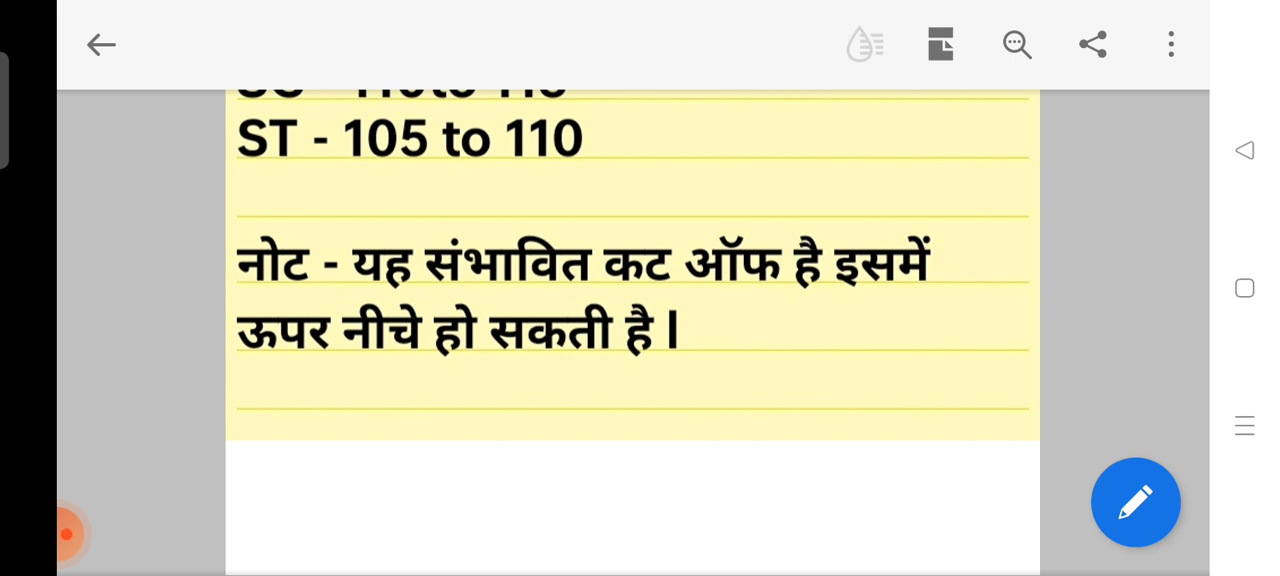 ST - 105 to 110
नोट - यह संभावित कट ऑफ है इसमें
ऊपर नीचे हो सकती है l